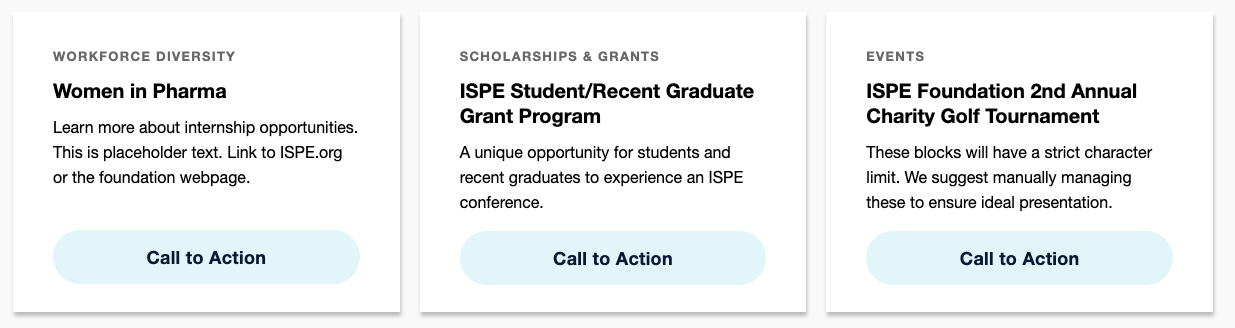 WORKFORCE DIVERSITY
Women in Pharma
Learn more about internship opportunities.
This is placeholder text. Link to ISPE.org
or the foundation webpage.
Call to Action
SCHOLARSHIPS & GRANTS
ISPE Student/Recent Graduate
Grant Program
A unique opportunity for students and
recent graduates to experience an ISPE
conference.
Call to Action
EVENTS
ISPE Foundation 2nd Annual
Charity Golf Tournament
These blocks will have a strict character
limit. We suggest manually managing
these to ensure ideal presentation.
Call to Action